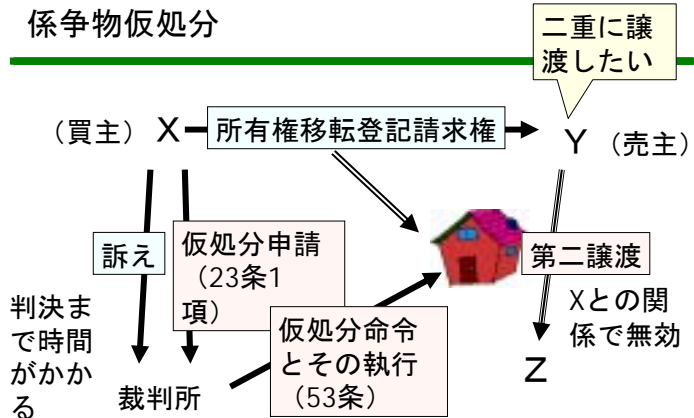 係争物仮処分
二重に譲
渡したい
（買主）X
所有権移転登記請求権
Y（売主）
訴え
仮処分申請
（23条1
項）
第二譲渡
判決ま
で時間
がかか
る
仮処分命令
とその執行
（53条）
Xとの関
係で無効
裁判所
Z